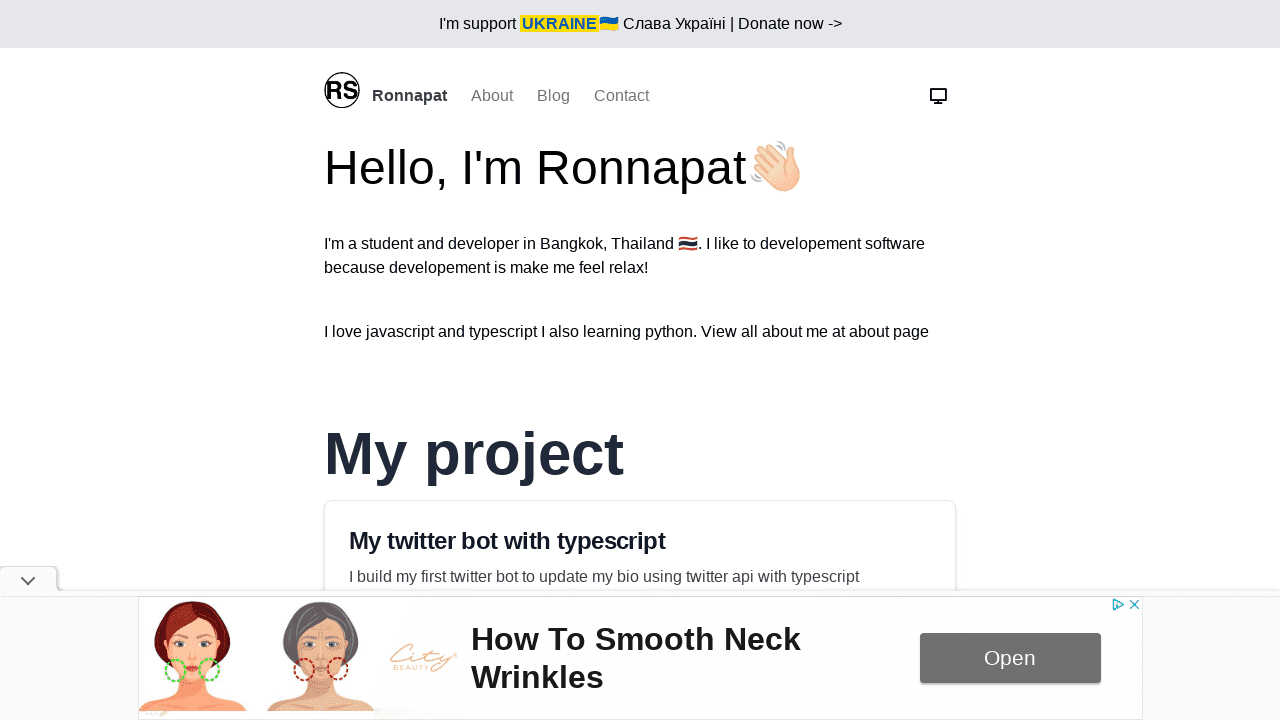 I'm support UKRAINE🇺🇦 Слава Україні | Donate now ->
RS Ronnapat About Blog Contact
Hello, I'm Ronnapat👋🏻
I'm a student and developer in Bangkok, Thailand 🇹🇭. I like to developement software
because developement is make me feel relax!
I love javascript and typescript I also learning python. View all about me at about page
My project
My twitter bot with typescript
I build my first twitter bot to update my bio using twitter api with typescript
City
BEAUTY
How To Smooth Neck
Wrinkles
Open